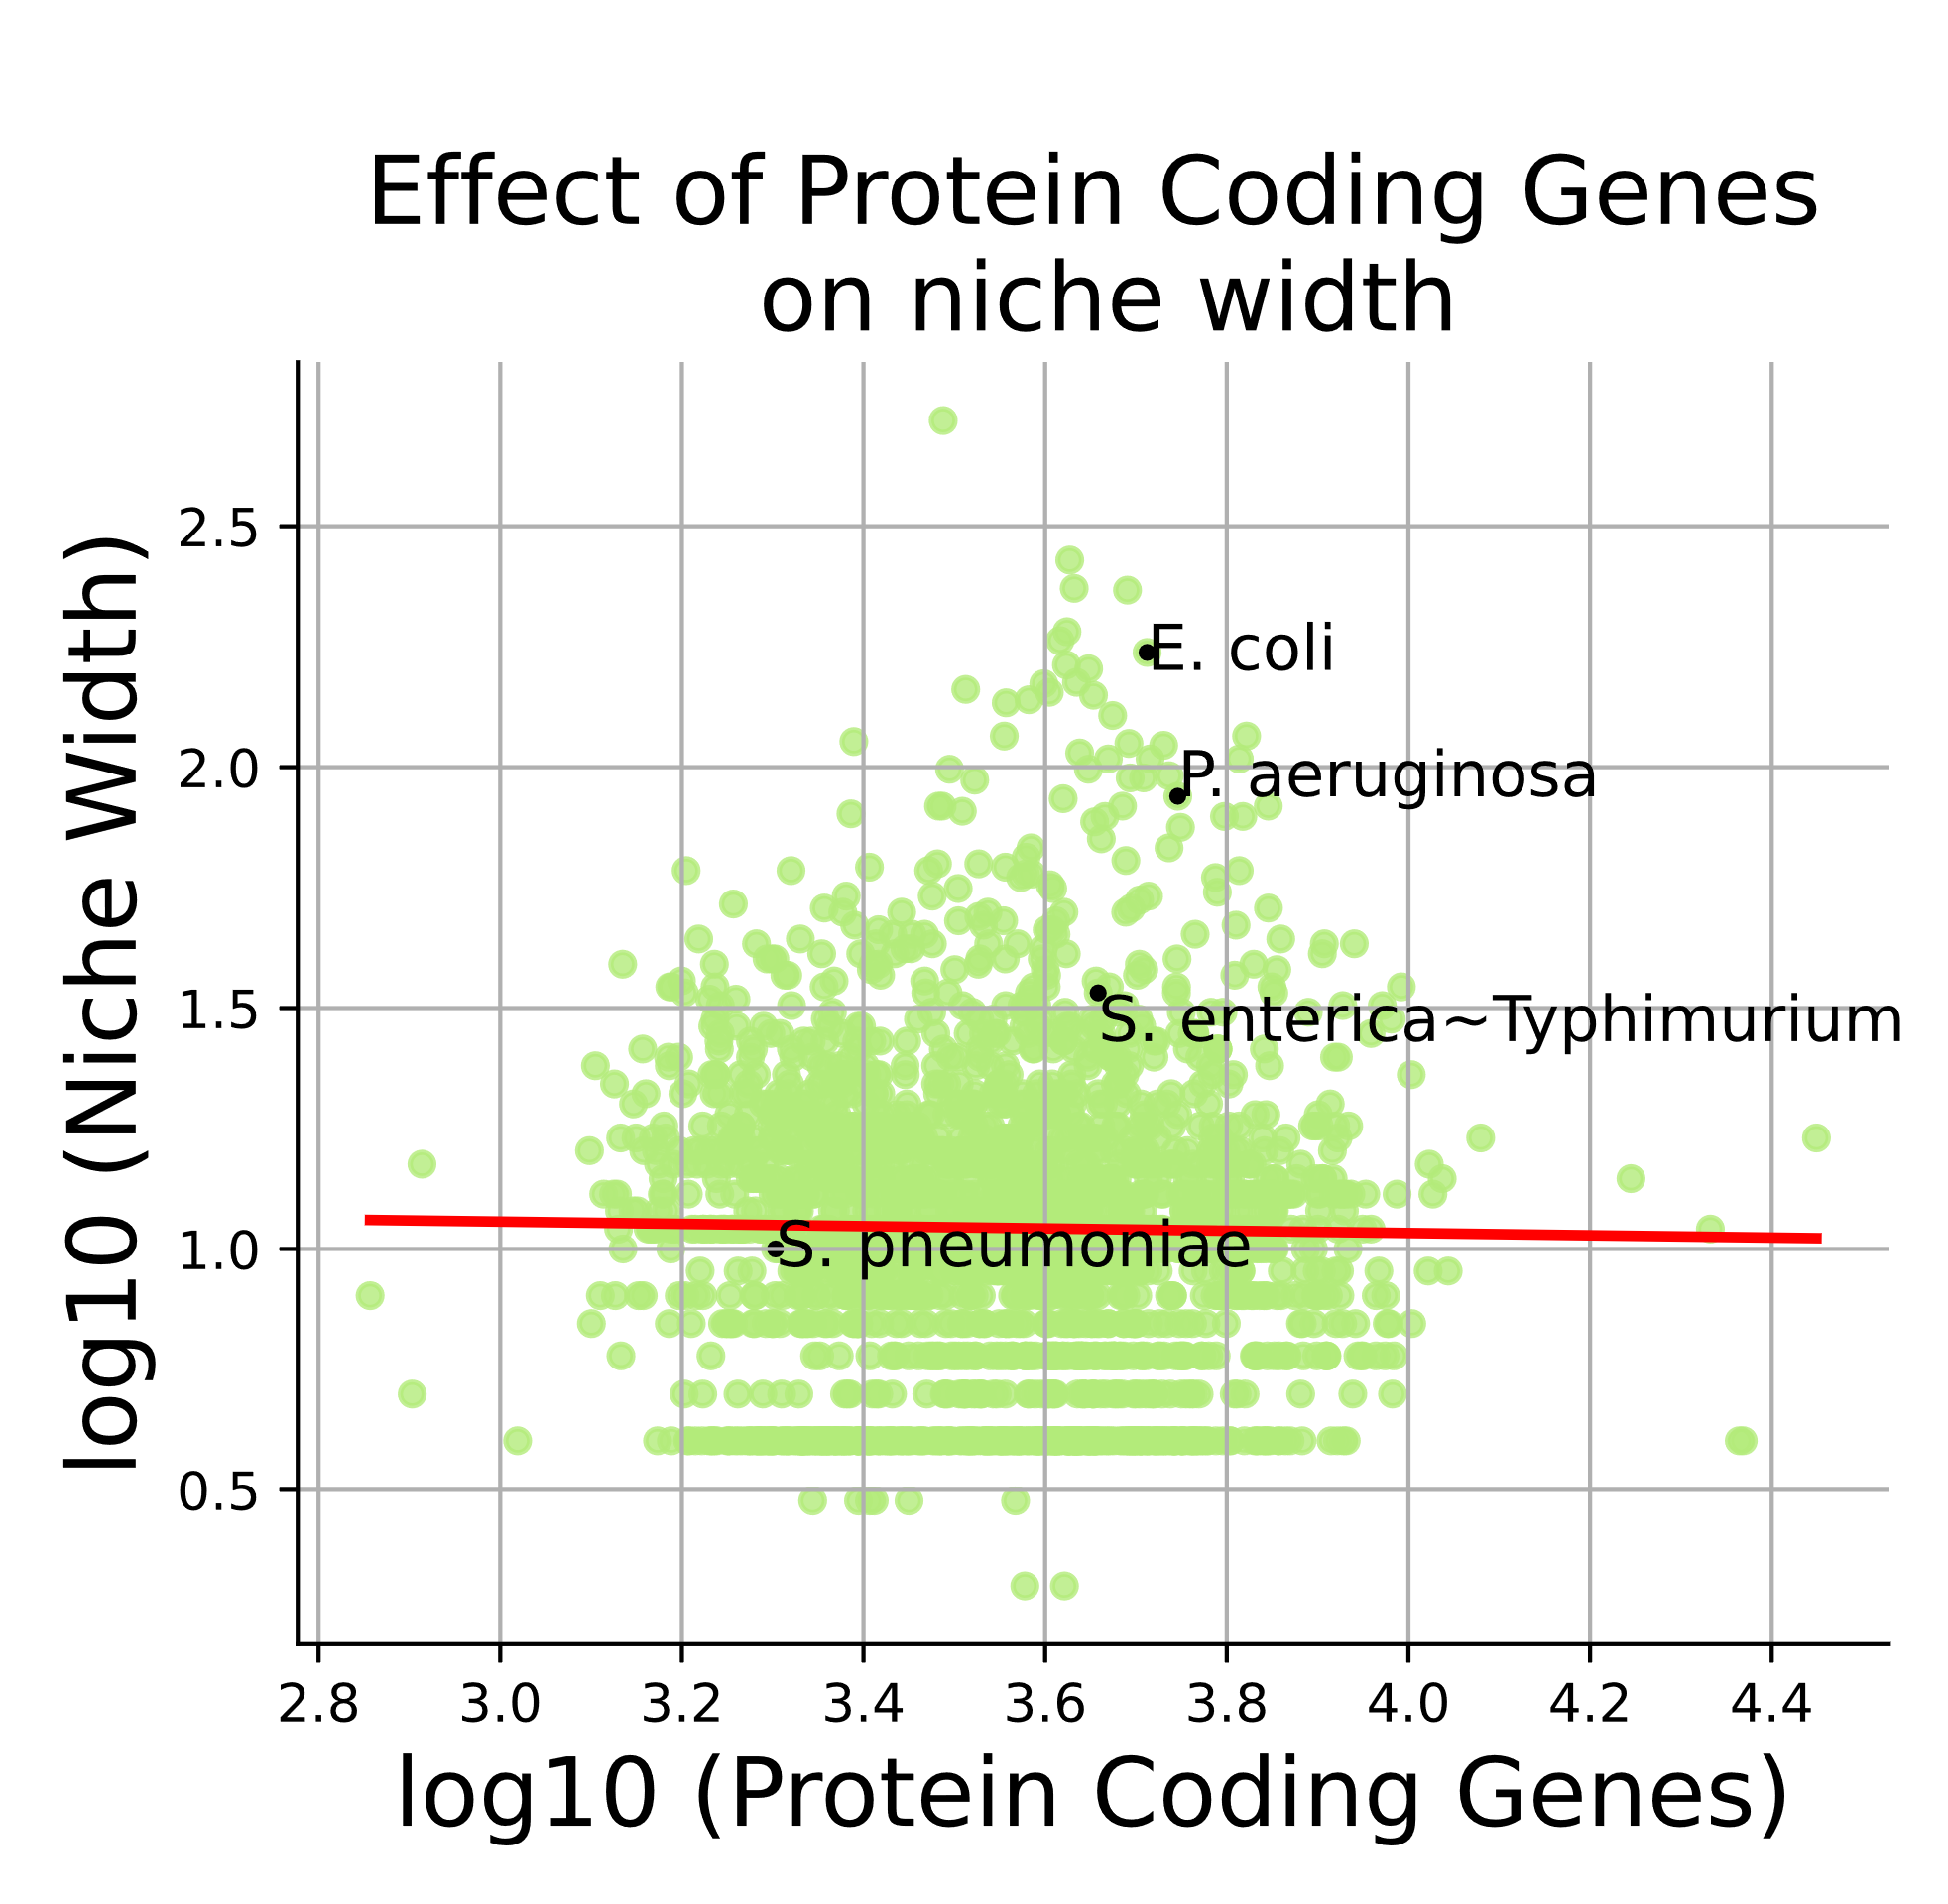 Effect of Protein Coding Genes
on niche width
log10 (Niche Width)
2.5
2.0
1.5
1.0
0.5
E. coli
P. aeruginosa
S. enterica~Typhimurium
S. pneumoniae
2.8 3.0 3.2 3.4 3.6 3.8 4.0 4.2 4.4
log10 (Protein Coding Genes)